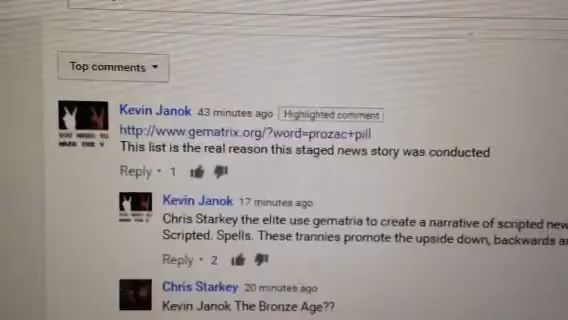 Top comments
Kevin Janok 43 minutes ago Highlighted comment
http://www.gematrix.org/?word=prozac+pill
This list is the real reason this staged news story was conducted
Reply · 1
Kevin Janok 17 minutes ago
Chris Starkey the elite use gematria to create a narrative of scripted new
Scripted. Spells. These trannies promote the upside down, backwards a
Reply · 2
Chris Starkey 20 minutes ago
Kevin Janok The Bronze Age??